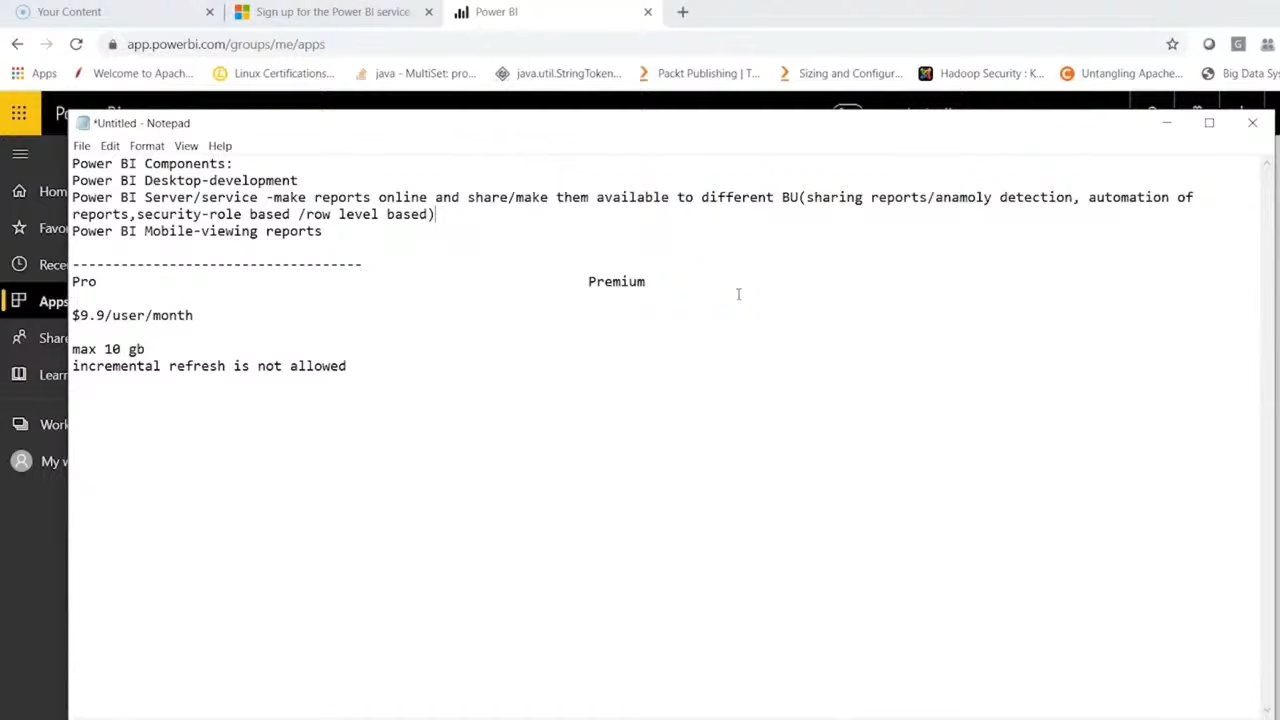 Your Content
Sign up for the Power BI service
Power BI
app.powerbi.com/groups/me/apps
G
Apps
Welcome to Apach...
Linux Certifications...
java - MultiSet: pro...
java.util.StringToken...
Packt Publishing | T...
Sizing and Configur...
Hadoop Security : K...
Untangling Apache...
Big Data Sys
*Untitled - Notepad
File Edit Format View Help
Power BI Components:
Power BI Desktop-development
Power BI Server/service -make reports online and share/make them available to different BU(sharing reports/anamoly detection, automation of
reports,security-role based /row level based)
Power BI Mobile-viewing reports
------------------------------------
Pro Premium
$9.9/user/month
max 10 gb
incremental refresh is not allowed
Hom
Favo
Rece
Apps
Share
Learn
Work
My w